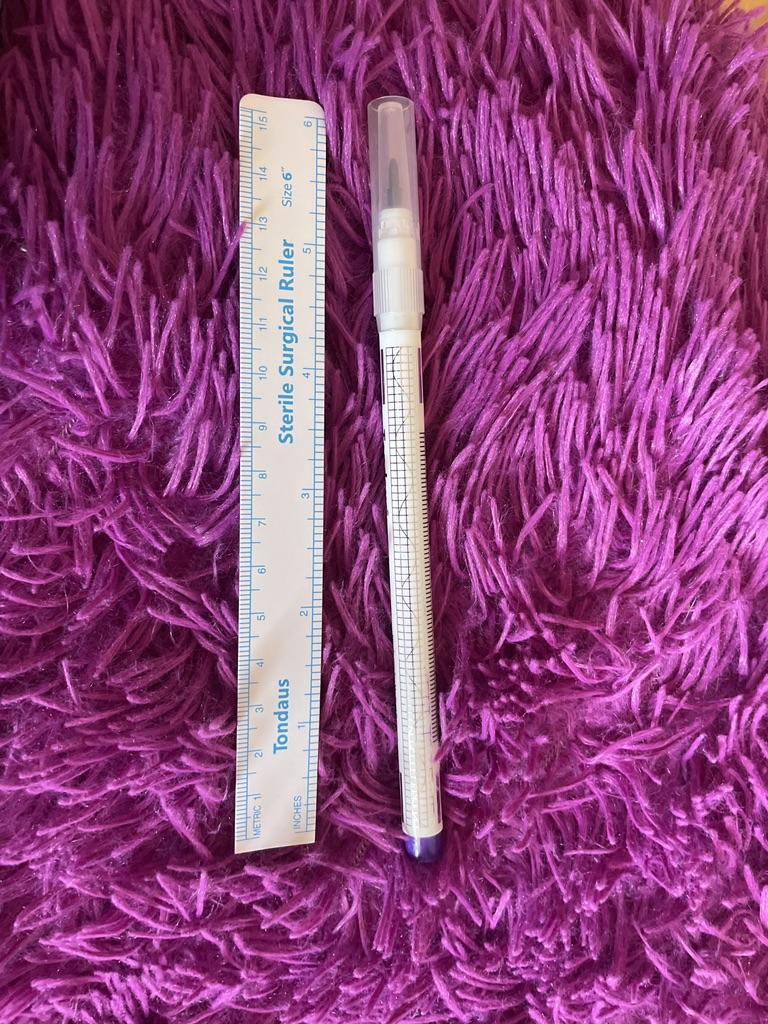 Tondaus
Sterile Surgical Ruler
Size 6"
METRIC 1 2 3 4 5 6 7 8 9 10 11 12 13 14 15
INCHES 1 2 3 4 5 6